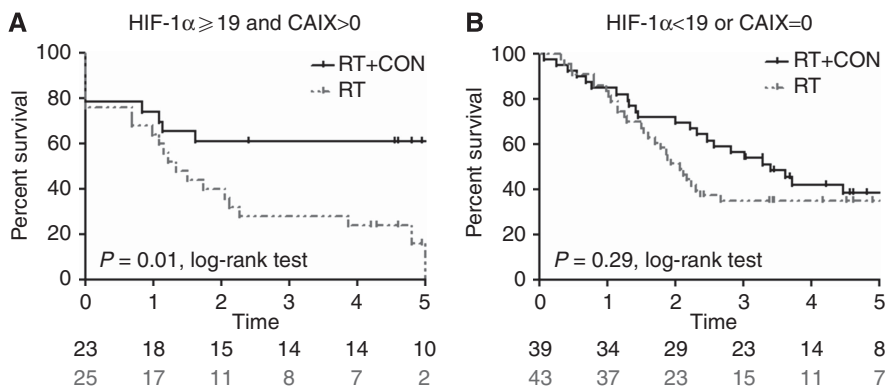 A
HIF-1α⩾19 and CAIX>0
RT+CON
RT
Percent survival
100
80
60
40
20
0
P = 0.01, log-rank test
0 1 2 3 4 5
Time
23 18 15 14 14 10
25 17 11 8 7 2
B
HIF-1α<19 or CAIX=0
RT+CON
RT
Percent survival
100
80
60
40
20
0
P = 0.29, log-rank test
0 1 2 3 4 5
Time
39 34 29 23 14 8
43 37 23 15 11 7